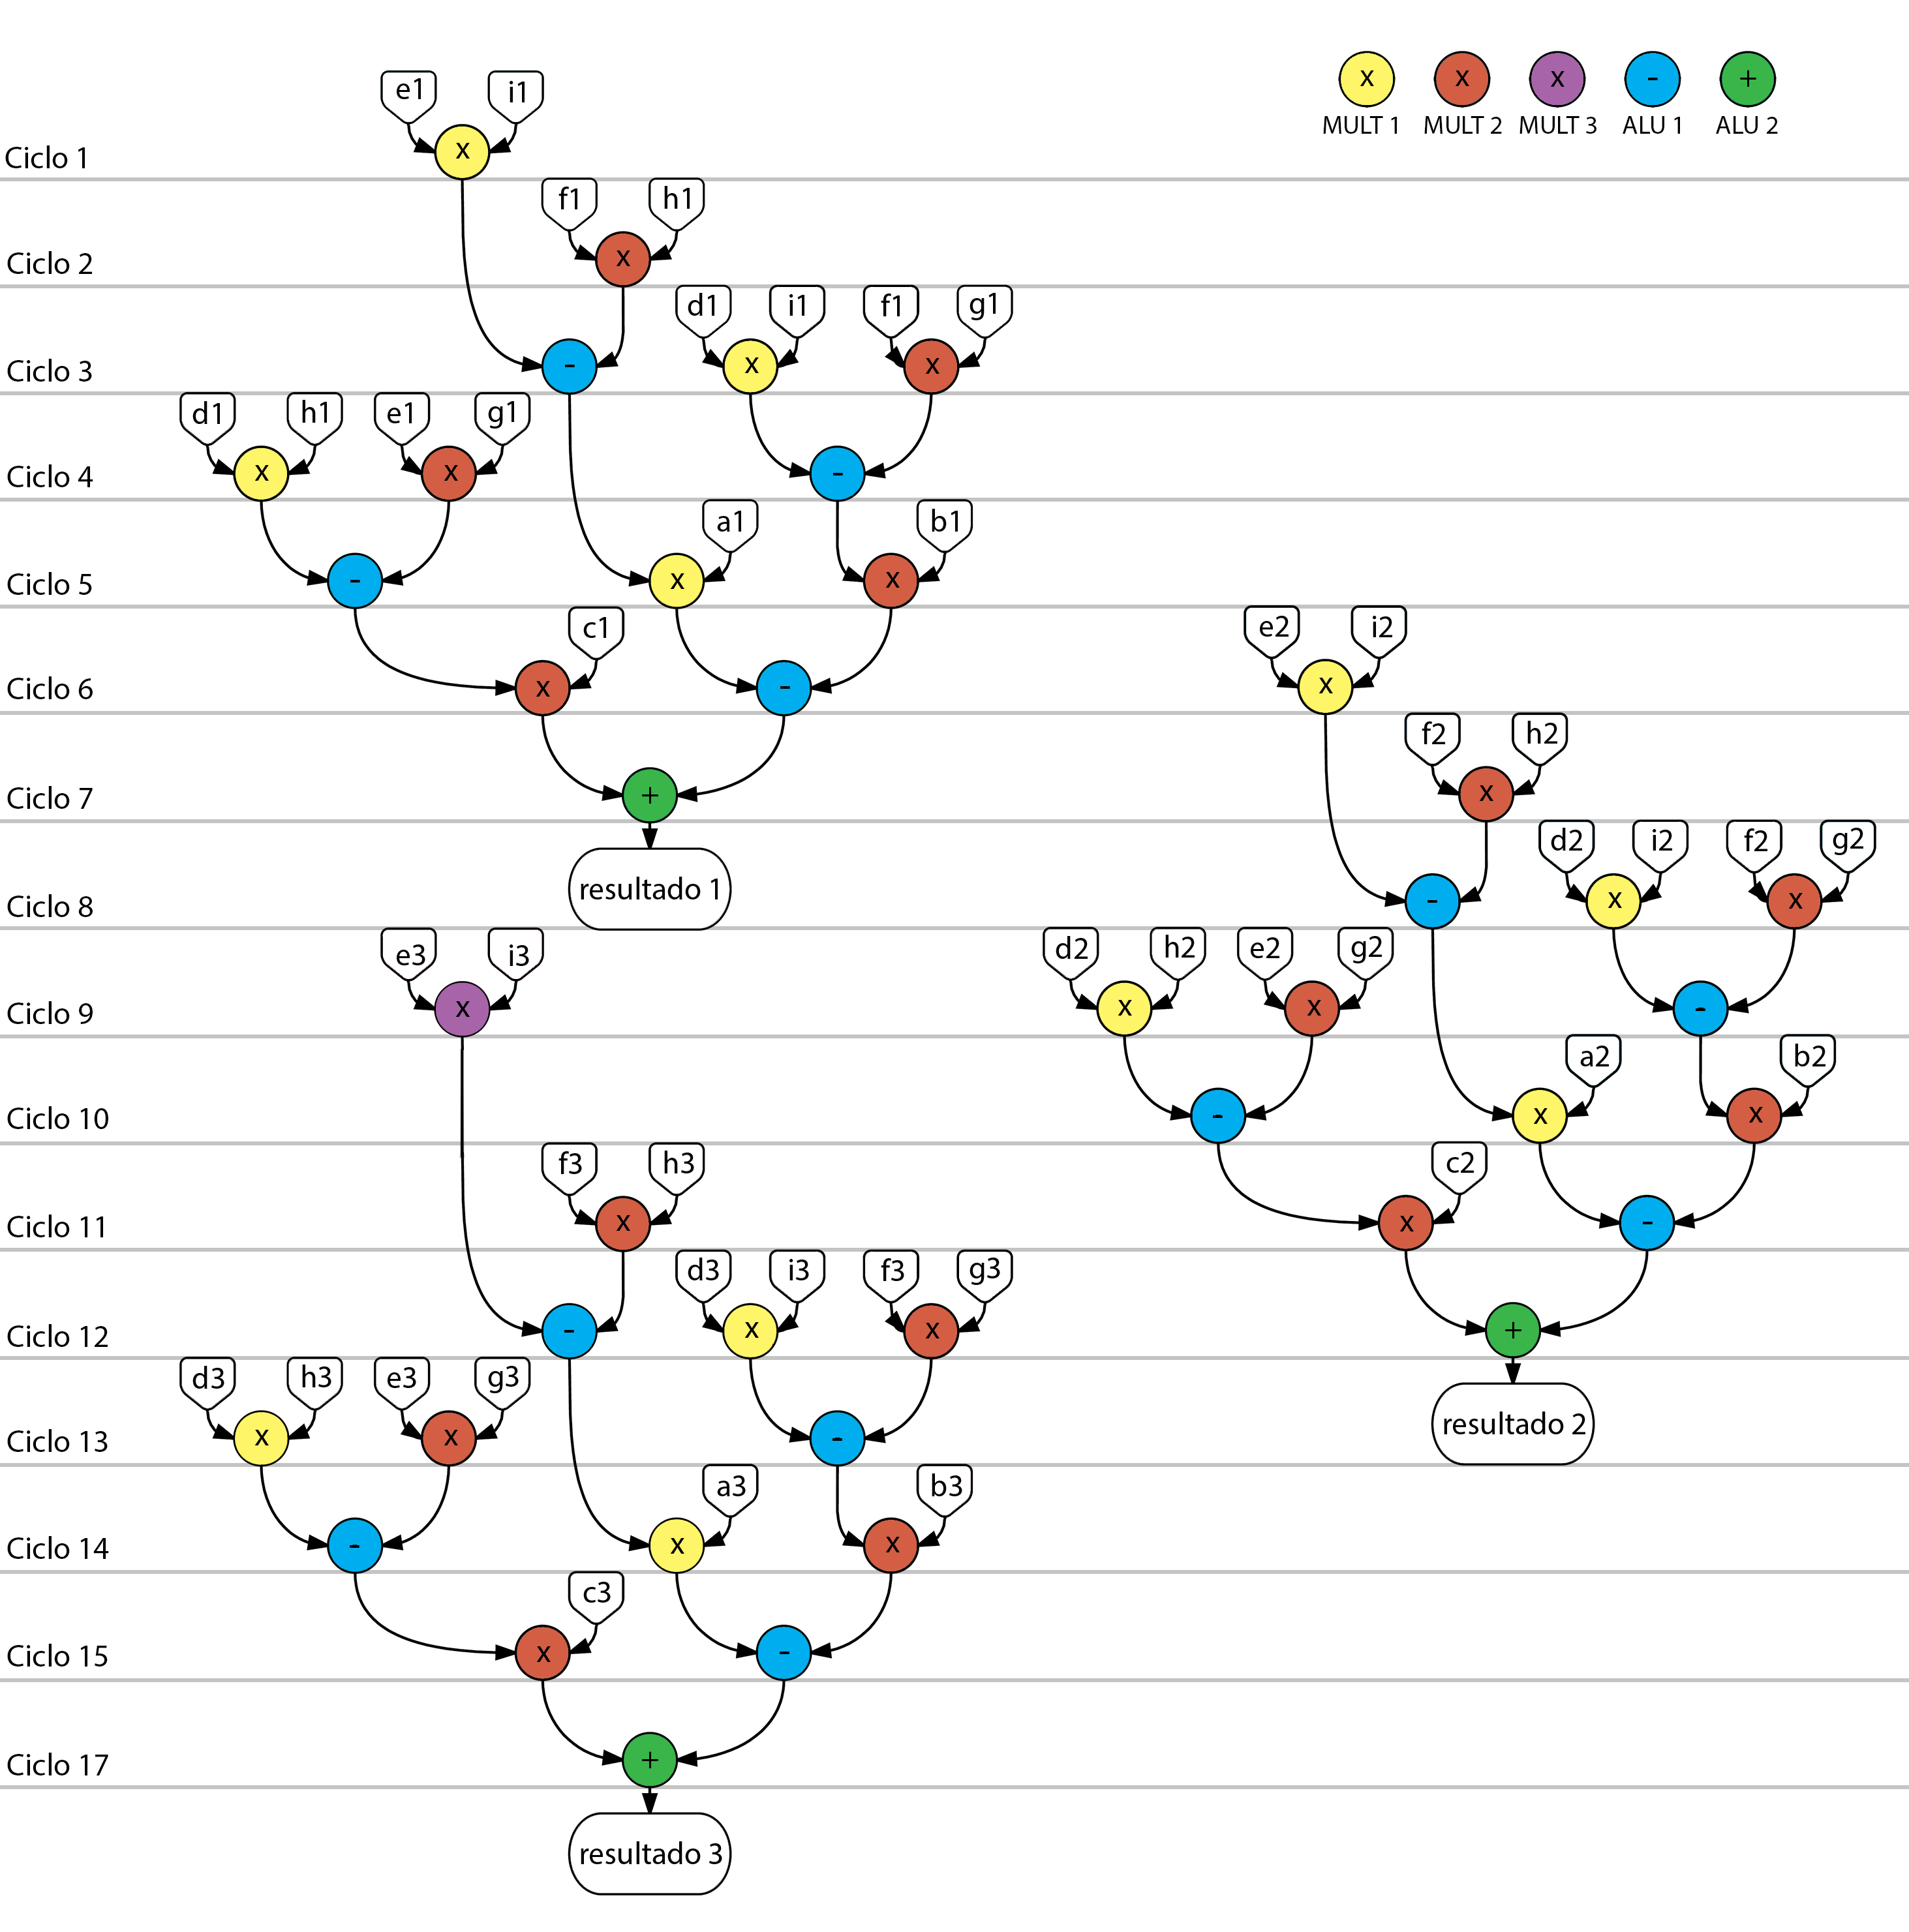 x x x - +
MULT 1 MULT 2 MULT 3 ALU 1 ALU 2
e1 i1
x
Ciclo 1
f1 h1
x
Ciclo 2
d1 i1 f1 g1
- x x
Ciclo 3
d1 h1 e1 g1
x x -
Ciclo 4
a1 b1
- x x
Ciclo 5
c1 e2 i2
x - x
Ciclo 6
f2 h2
+ x
Ciclo 7
d2 i2 f2 g2
resultado 1 - x x
Ciclo 8
e3 i3 d2 h2 e2 g2
x x x -
Ciclo 9
a2 b2
- x x
Ciclo 10
f3 h3 c2
x x -
Ciclo 11
d3 i3 f3 g3
- x x +
Ciclo 12
d3 h3 e3 g3
x x - resultado 2
Ciclo 13
a3 b3
- x x
Ciclo 14
c3
x -
Ciclo 15
+
Ciclo 17
resultado 3